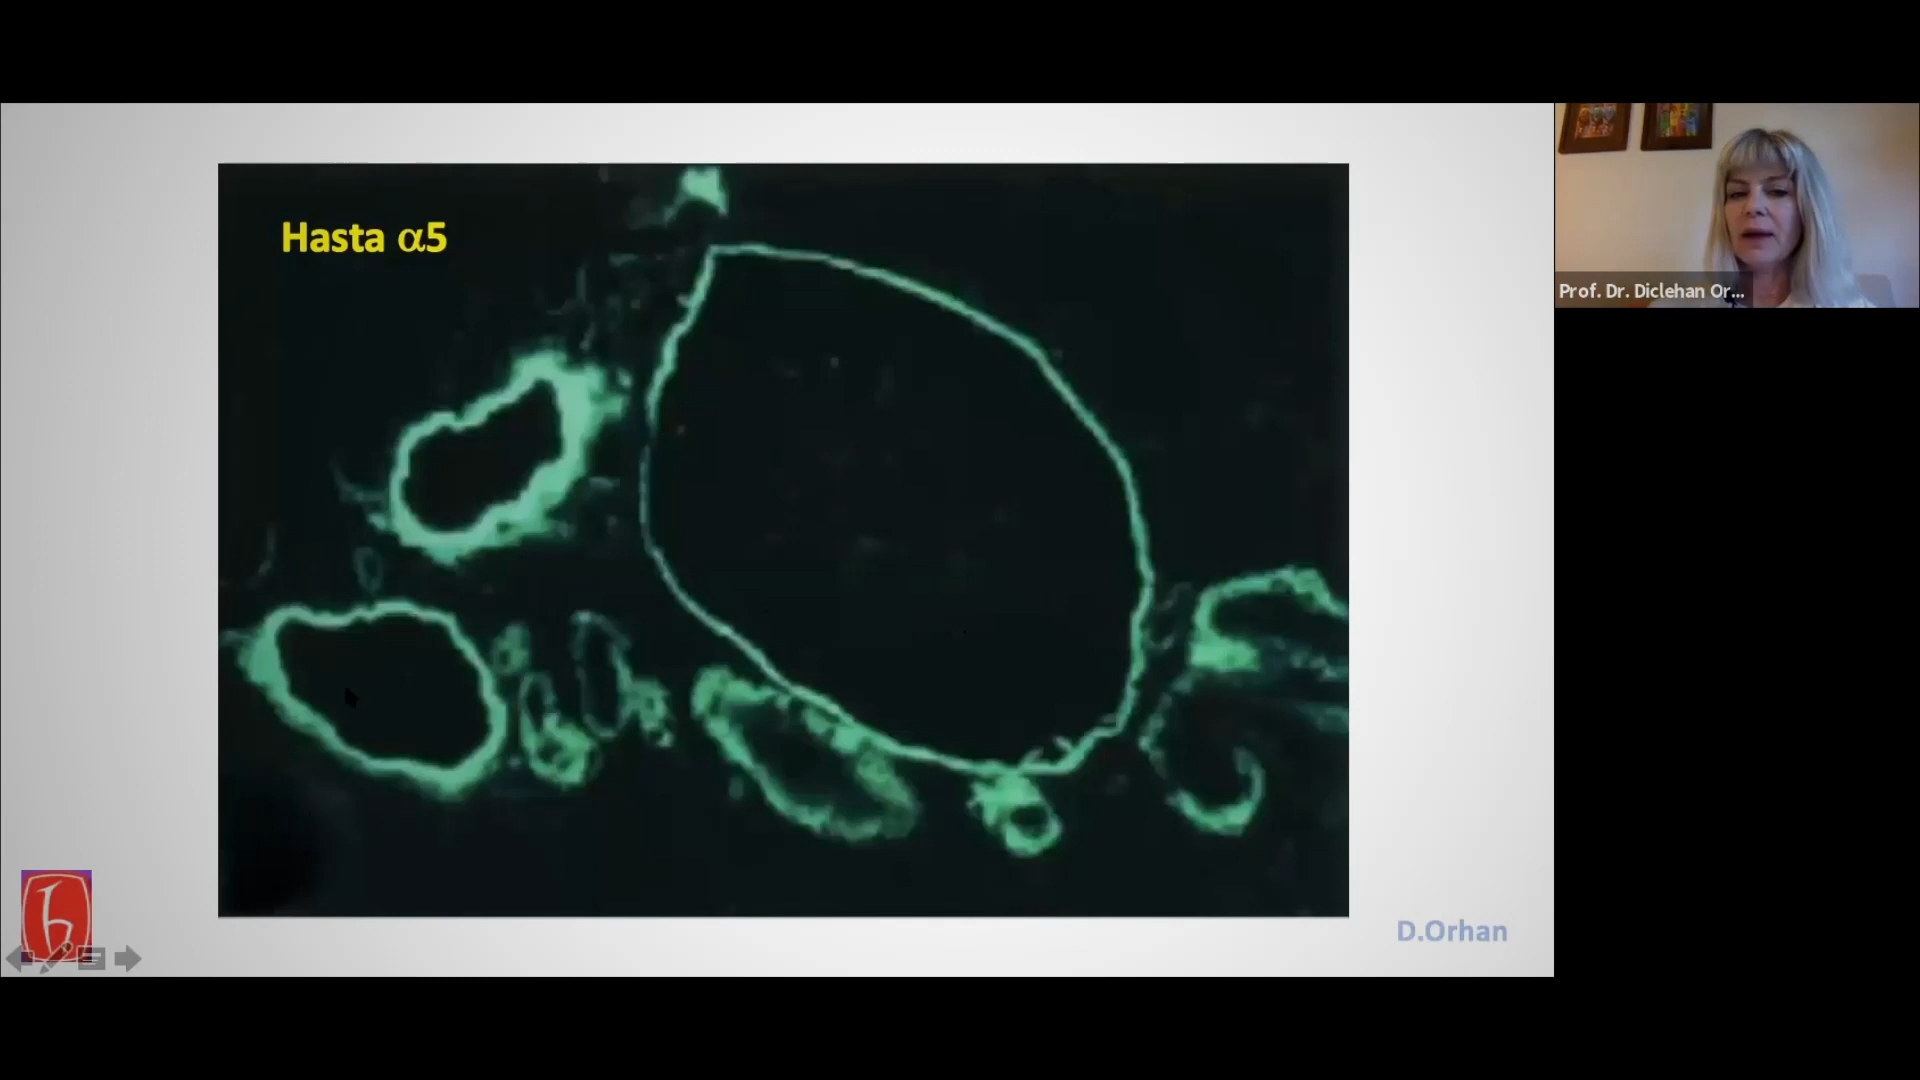 Hasta α5
Prof. Dr. Diclehan Or...
D.Orhan